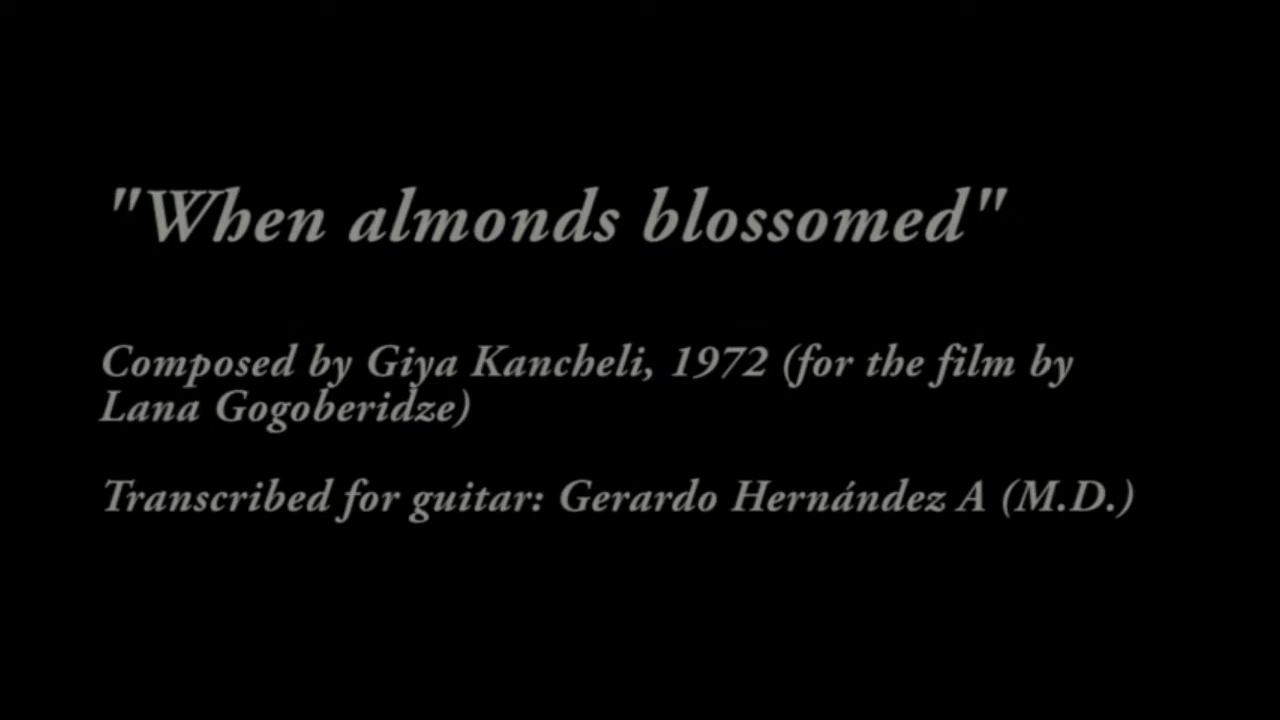 "When almonds blossomed"
Composed by Giya Kancheli, 1972 (for the film by
Lana Gogoberidze)
Transcribed for guitar: Gerardo Hernández A (M.D.)